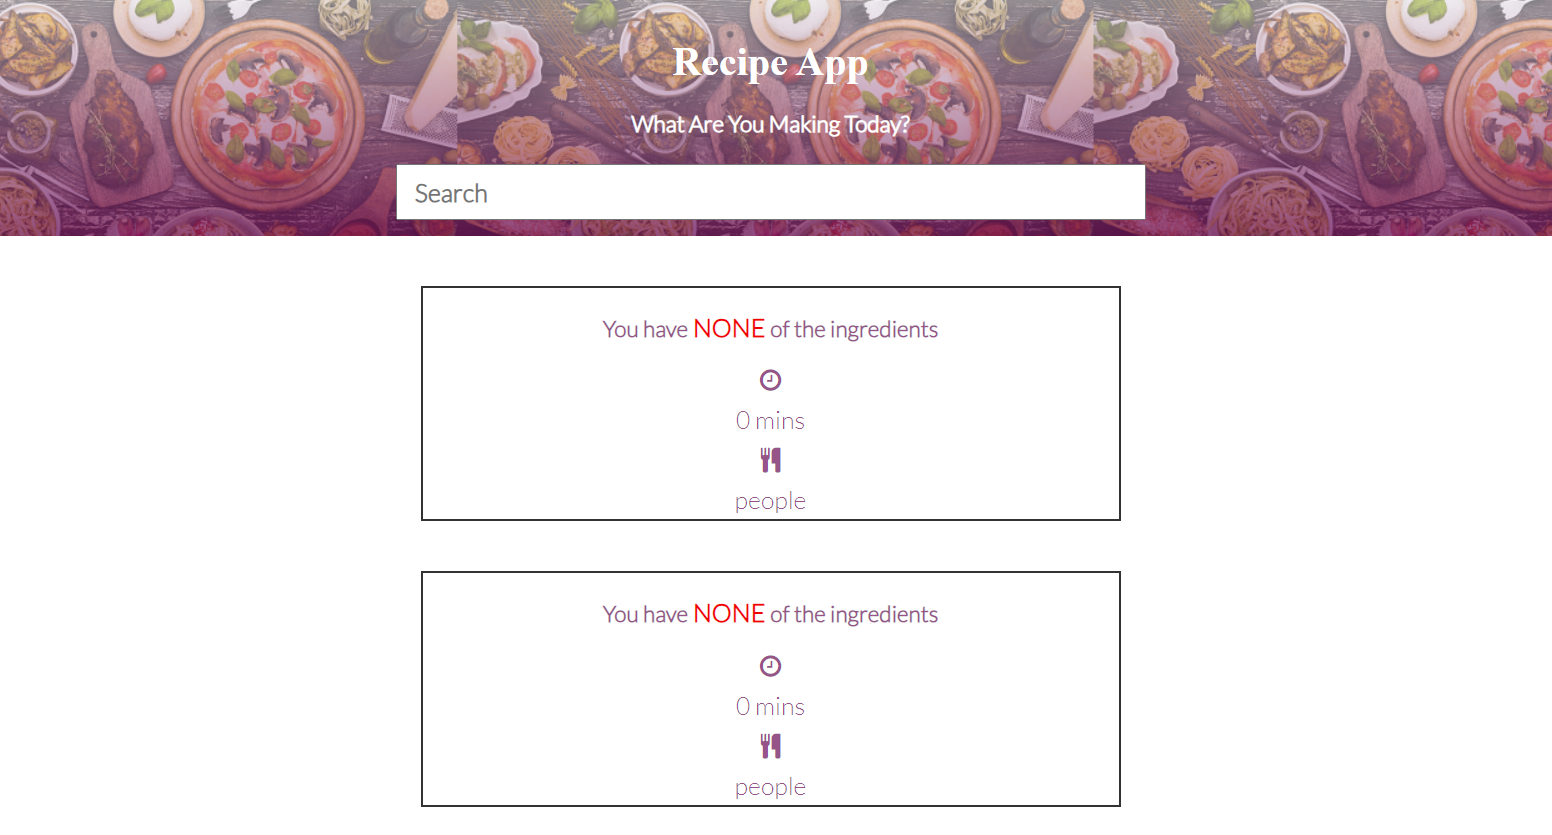 Recipe App
What Are You Making Today?
Search
You have NONE of the ingredients
0 mins
people
You have NONE of the ingredients
0 mins
people